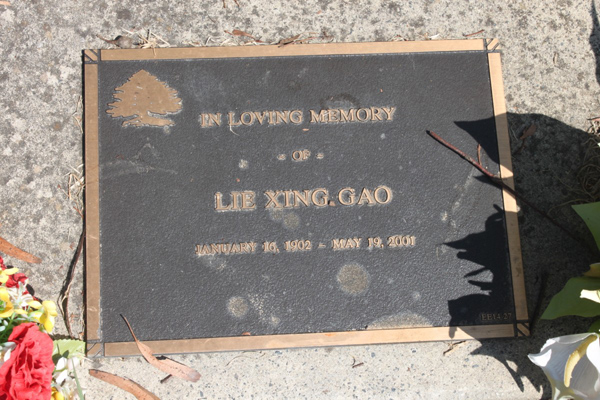 IN LOVING MEMORY
- OF -
LIE XING GAO
JANUARY 16, 1902 - MAY 19, 2001